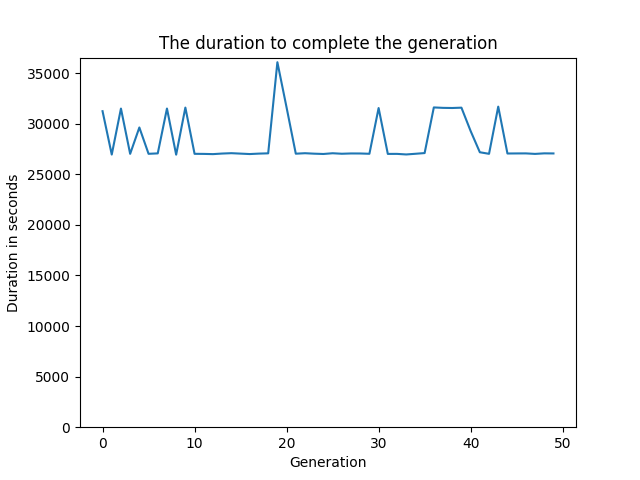 The duration to complete the generation
35000
30000
25000
20000
15000
10000
5000
0
Duration in seconds
0 10 20 30 40 50
Generation